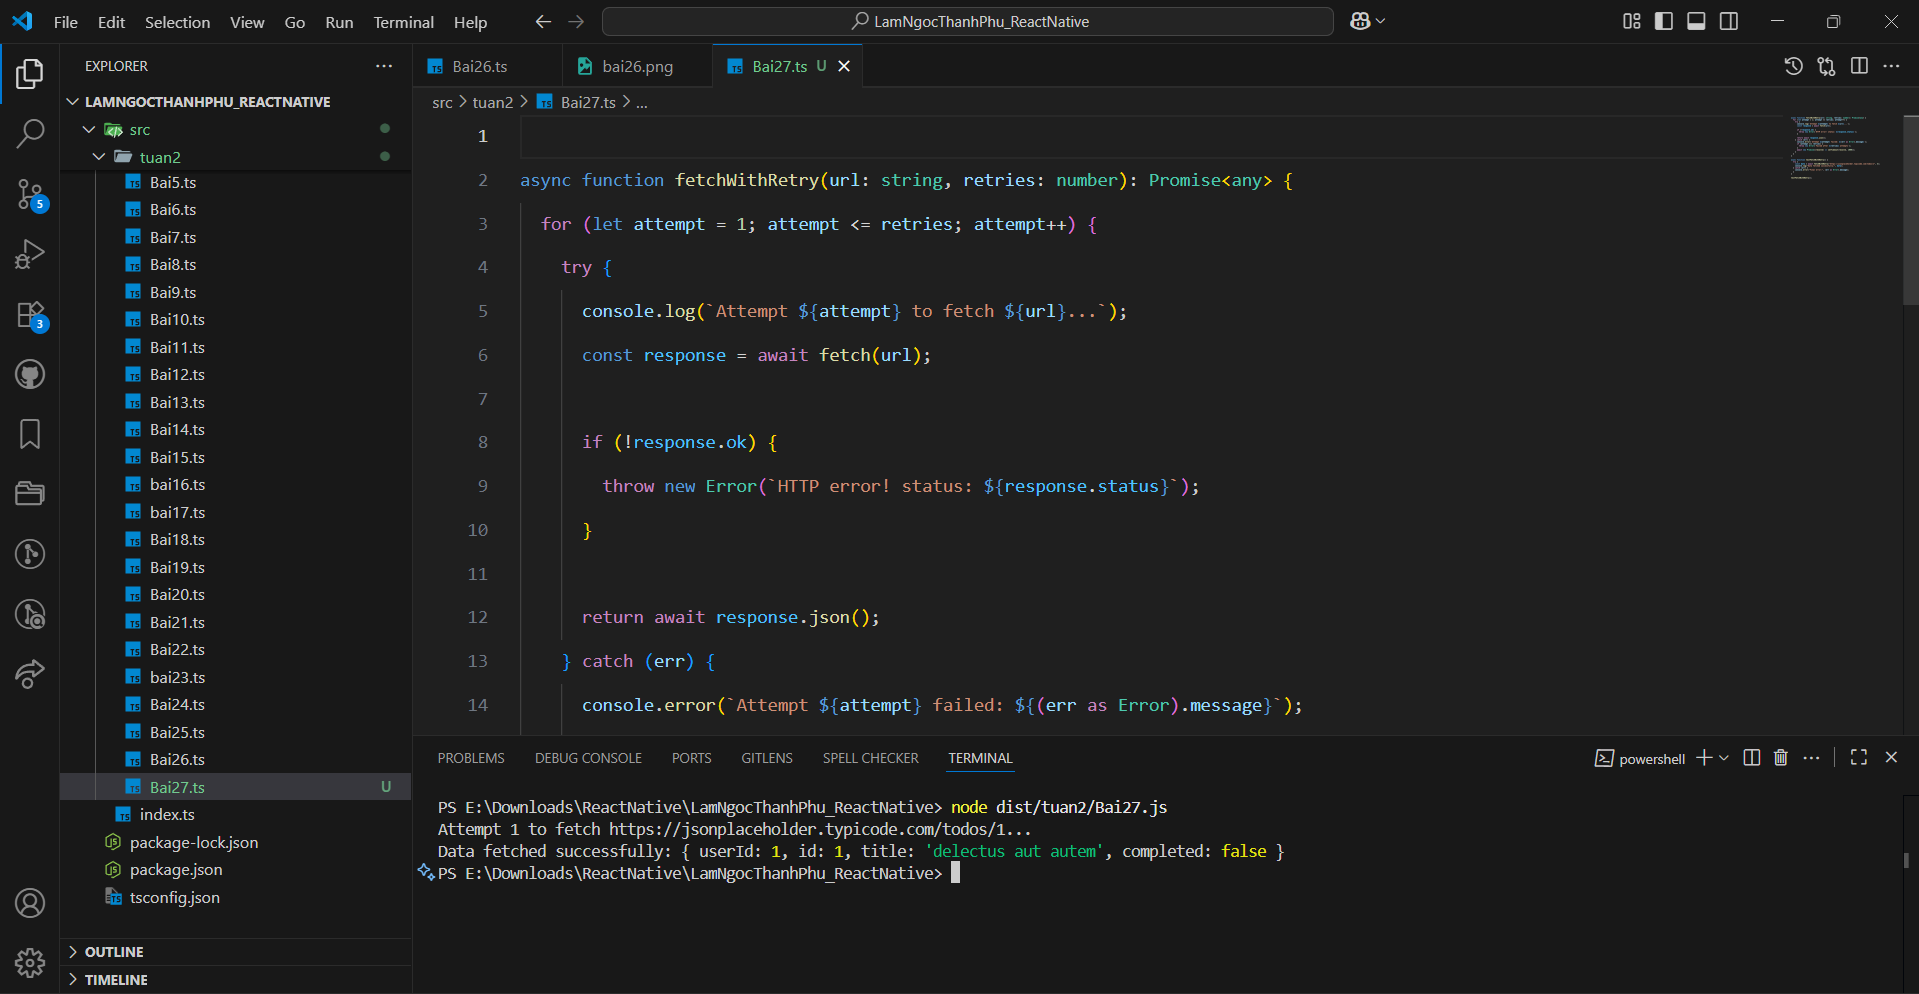 File Edit Selection View Go Run Terminal Help
LamNgocThanhPhu_ReactNative
EXPLORER
LAMNGOCTHANHPHU_REACTNATIVE
src
tuan2
Bai5.ts
Bai6.ts
Bai7.ts
Bai8.ts
Bai9.ts
Bai10.ts
Bai11.ts
Bai12.ts
Bai13.ts
Bai14.ts
Bai15.ts
bai16.ts
bai17.ts
Bai18.ts
Bai19.ts
Bai20.ts
Bai21.ts
Bai22.ts
bai23.ts
Bai24.ts
Bai25.ts
Bai26.ts
Bai27.ts U
index.ts
package-lock.json
package.json
tsconfig.json
OUTLINE
TIMELINE
5
3
Bai26.ts bai26.png Bai27.ts U
src > tuan2 > Bai27.ts > ...
1
2 async function fetchWithRetry(url: string, retries: number): Promise<any> {
3 for (let attempt = 1; attempt <= retries; attempt++) {
4 try {
5 console.log(`Attempt ${attempt} to fetch ${url}...`);
6 const response = await fetch(url);
7
8 if (!response.ok) {
9 throw new Error(`HTTP error! status: ${response.status}`);
10 }
11
12 return await response.json();
13 } catch (err) {
14 console.error(`Attempt ${attempt} failed: ${(err as Error).message}`);
PROBLEMS DEBUG CONSOLE PORTS GITLENS SPELL CHECKER TERMINAL
powershell
PS E:\Downloads\ReactNative\LamNgocThanhPhu_ReactNative> node dist/tuan2/Bai27.js
Attempt 1 to fetch https://jsonplaceholder.typicode.com/todos/1...
Data fetched successfully: { userId: 1, id: 1, title: 'delectus aut autem', completed: false }
PS E:\Downloads\ReactNative\LamNgocThanhPhu_ReactNative>